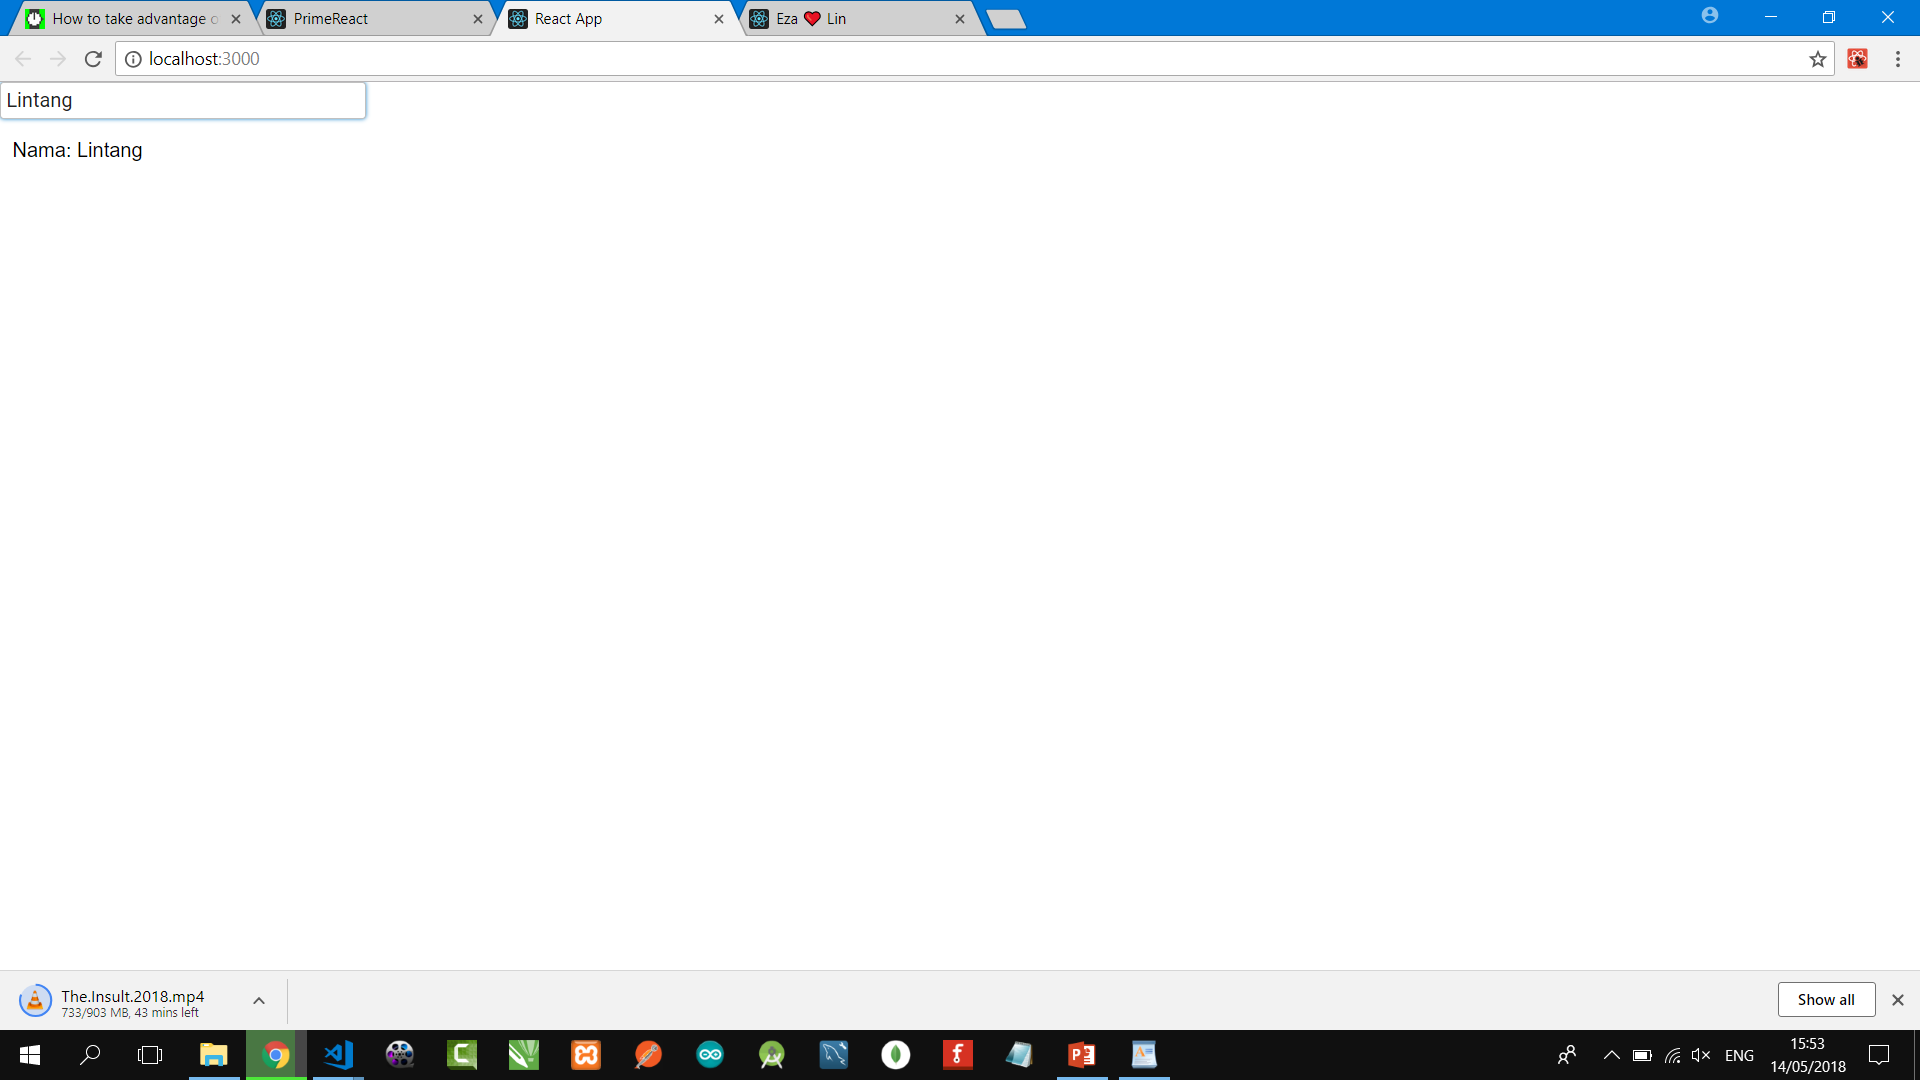 How to take advantage o
PrimeReact
React App
Eza ❤ Lin
localhost:3000
Lintang
Nama: Lintang
The.Insult.2018.mp4
733/903 MB, 43 mins left
Show all
ENG
15:53
14/05/2018